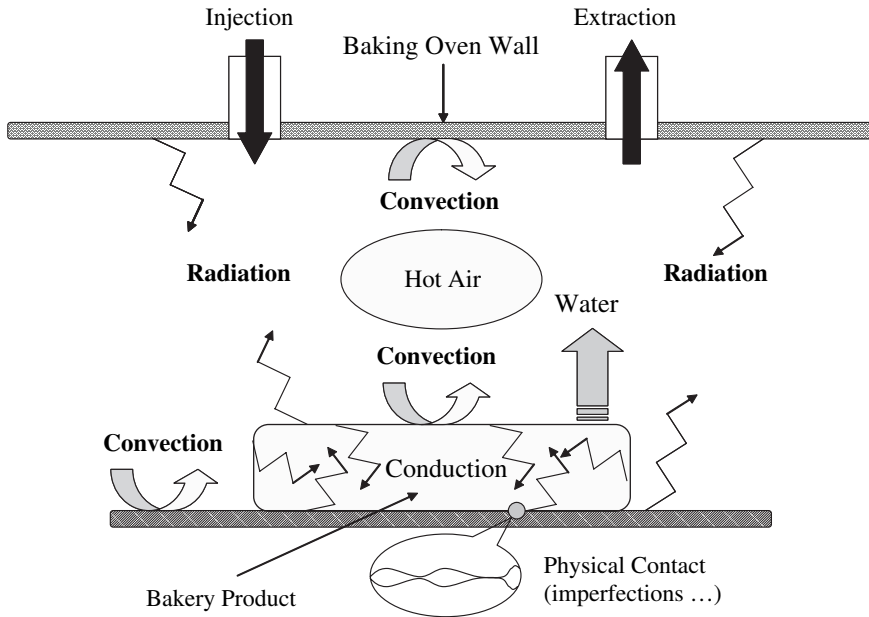 Injection
Extraction
Baking Oven Wall
Convection
Radiation
Radiation
Hot Air
Water
Convection
Convection
Conduction
Physical Contact
(imperfections …)
Bakery Product